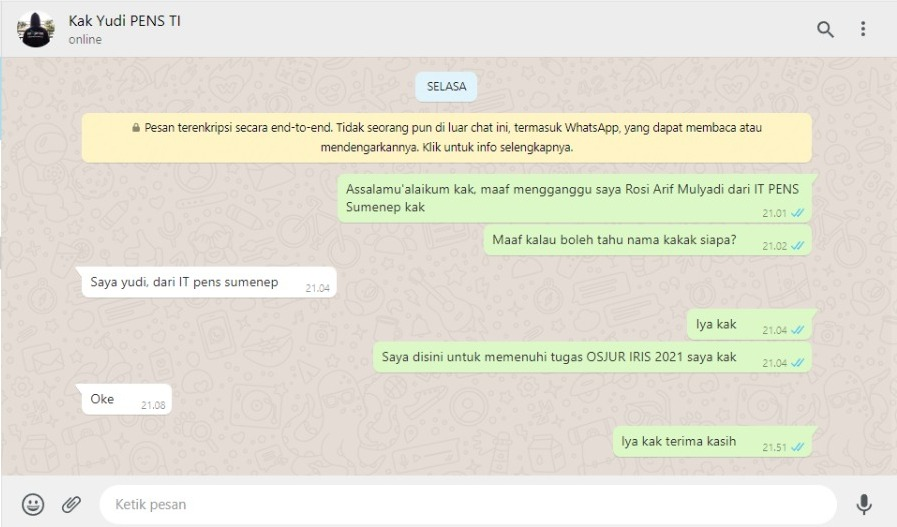 Kak Yudi PENS TI
online
SELASA
Pesan terenkripsi secara end-to-end. Tidak seorang pun di luar chat ini, termasuk WhatsApp, yang dapat membaca atau
mendengarkannya. Klik untuk info selengkapnya.
Assalamu'alaikum kak, maaf mengganggu saya Rosi Arif Mulyadi dari IT PENS
Sumenep kak
21.01
Maaf kalau boleh tahu nama kakak siapa?
21.02
Saya yudi, dari IT pens sumenep
21.04
Iya kak
21.04
Saya disini untuk memenuhi tugas OSJUR IRIS 2021 saya kak
21.04
Oke
21.08
Iya kak terima kasih
21.51
Ketik pesan